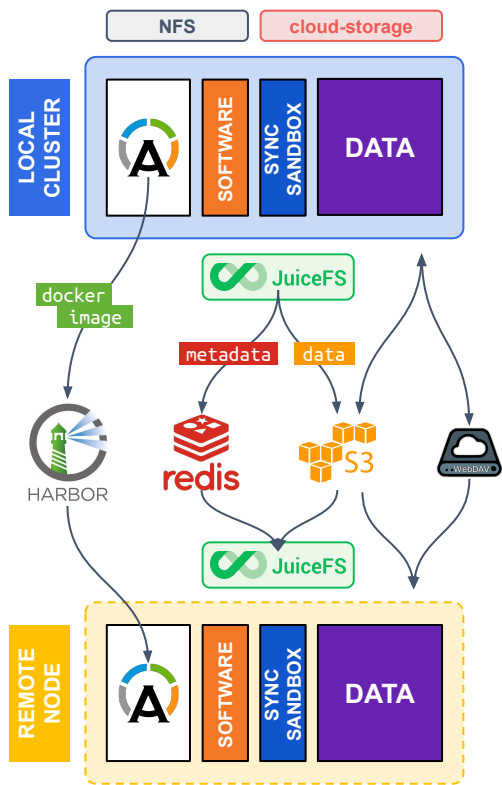 NFS
cloud-storage
LOCAL
CLUSTER
A
SOFTWARE
SYNC
SANDBOX
DATA
JuiceFS
docker
image
metadata
data
HARBOR
redis
S3
WebDAV
JuiceFS
REMOTE
NODE
A
SOFTWARE
SYNC
SANDBOX
DATA